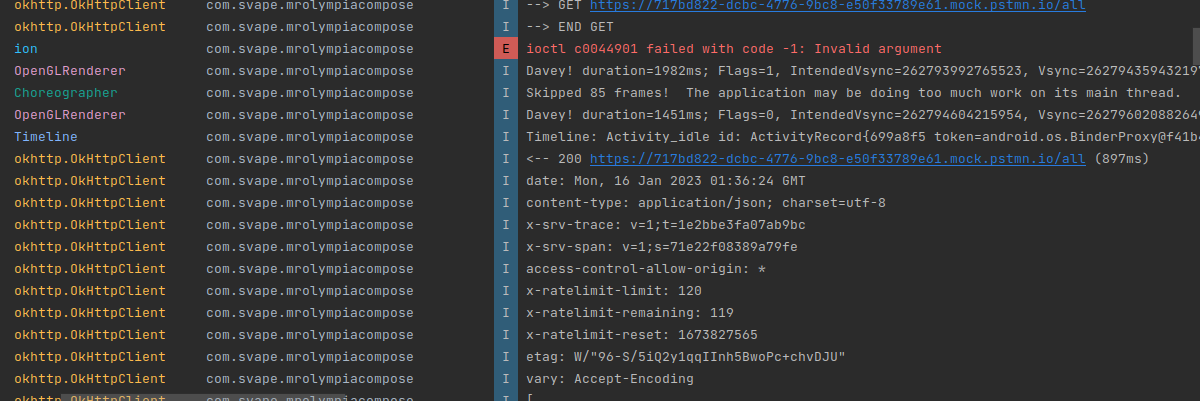 okhttp.OkHttpClient com.svape.mrolympiacompose I --> GET https://717bd822-dcbc-4776-9bc8-e50f33789e61.mock.pstmn.io/all
okhttp.OkHttpClient com.svape.mrolympiacompose I --> END GET
ion com.svape.mrolympiacompose E ioctl c0044901 failed with code -1: Invalid argument
OpenGLRenderer com.svape.mrolympiacompose I Davey! duration=1982ms; Flags=1, IntendedVsync=262793992765523, Vsync=262794359432197
Choreographer com.svape.mrolympiacompose I Skipped 85 frames!  The application may be doing too much work on its main thread.
OpenGLRenderer com.svape.mrolympiacompose I Davey! duration=1451ms; Flags=0, IntendedVsync=262794604215954, Vsync=262796020882649
Timeline com.svape.mrolympiacompose I Timeline: Activity_idle id: ActivityRecord{699a8f5 token=android.os.BinderProxy@f41b4
okhttp.OkHttpClient com.svape.mrolympiacompose I <-- 200 https://717bd822-dcbc-4776-9bc8-e50f33789e61.mock.pstmn.io/all (897ms)
okhttp.OkHttpClient com.svape.mrolympiacompose I date: Mon, 16 Jan 2023 01:36:24 GMT
okhttp.OkHttpClient com.svape.mrolympiacompose I content-type: application/json; charset=utf-8
okhttp.OkHttpClient com.svape.mrolympiacompose I x-srv-trace: v=1;t=1e2bbe3fa07ab9bc
okhttp.OkHttpClient com.svape.mrolympiacompose I x-srv-span: v=1;s=71e22f08389a79fe
okhttp.OkHttpClient com.svape.mrolympiacompose I access-control-allow-origin: *
okhttp.OkHttpClient com.svape.mrolympiacompose I x-ratelimit-limit: 120
okhttp.OkHttpClient com.svape.mrolympiacompose I x-ratelimit-remaining: 119
okhttp.OkHttpClient com.svape.mrolympiacompose I x-ratelimit-reset: 1673827565
okhttp.OkHttpClient com.svape.mrolympiacompose I etag: W/"96-S/5iQ2y1qqIInh5BwoPc+chvDJU"
okhttp.OkHttpClient com.svape.mrolympiacompose I vary: Accept-Encoding
okhttp.OkHttpClient com.svape.mrolympiacompose I [